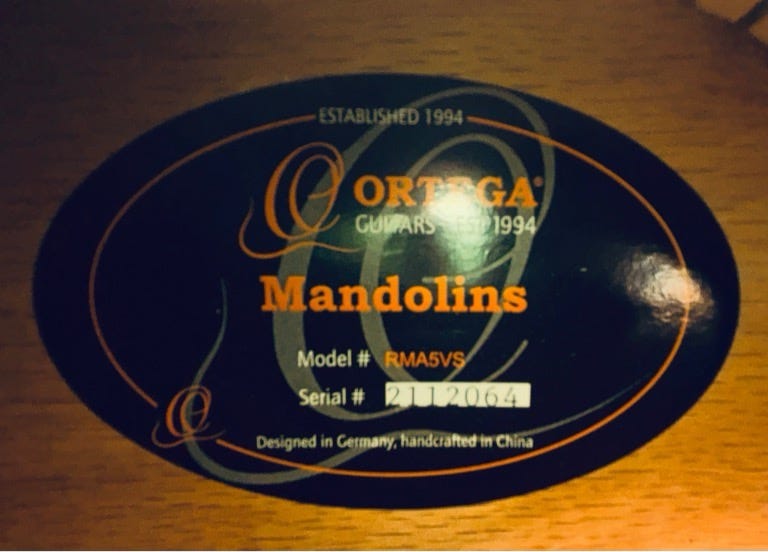 ESTABLISHED 1994
ORTEGA®
GUITARS EST 1994
Mandolins
Model # RMA5VS
Serial # 2112064
Designed in Germany, handcrafted in China